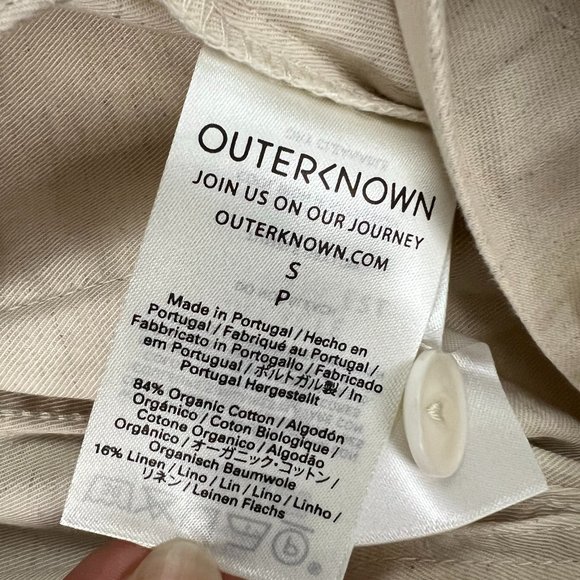 OUTERKNOWN
JOIN US ON OUR JOURNEY
OUTERKNOWN.COM
S
P
Made in Portugal / Hecho en
Portugal / Fabriqué au Portugal /
Fabbricato in Portogallo / Fabricado
em Portugual / ポルトガル製 / In
Portugal Hergestellt
84% Organic Cotton / Algodón
Orgánico / Coton Biologique /
Cotone Organico / Algodão
Orgânico / オーガニック・コットン /
Organisch Baumwole
16% Linen / Lino / Lin / Lino / Linho /
リネン / Leinen Flachs